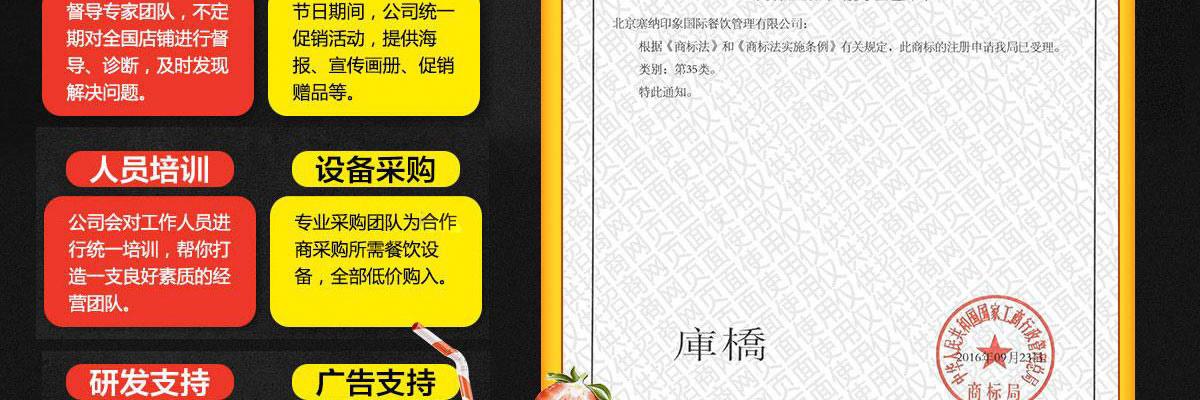 督导专家团队，不定
期对全国店铺进行督
导、诊断，及时发现
解决问题。
节日期间，公司统一
促销活动，提供海
报、宣传画册、促销
赠品等。
人员培训
公司会对工作人员进
行统一培训，帮你打
造一支良好素质的经
营团队。
设备采购
专业采购团队为合作
商采购所需餐饮设
备，全部低价购入。
研发支持
广告支持
北京塞纳印象国际餐饮管理有限公司：
根据《商标法》和《商标法实施条例》有关规定，此商标的注册申请我局已受理。
类别：第35类。
特此通知。
庫橋
中华人民共和国国家工商行政管理总局
2016年09月23日
商标局